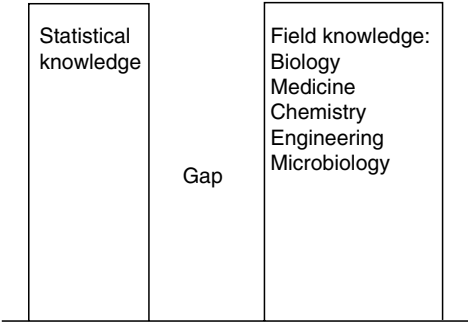 Statistical
knowledge
Gap
Field knowledge:
Biology
Medicine
Chemistry
Engineering
Microbiology